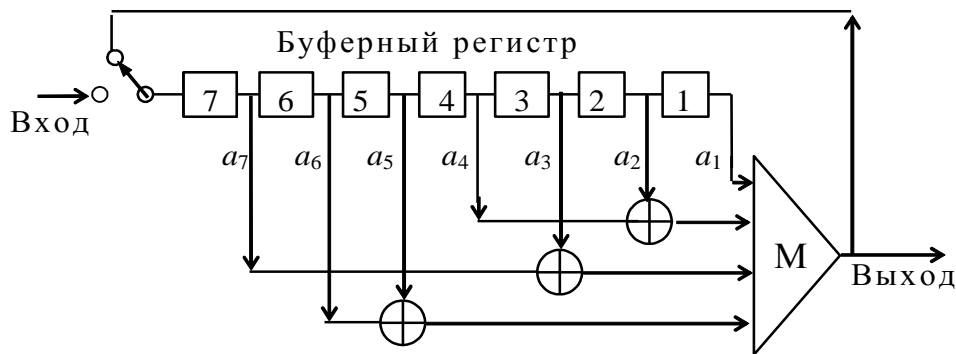 Буферный регистр
7 6 5 4 3 2 1
Вход
a7 a6 a5 a4 a3 a2 a1
М
Выход